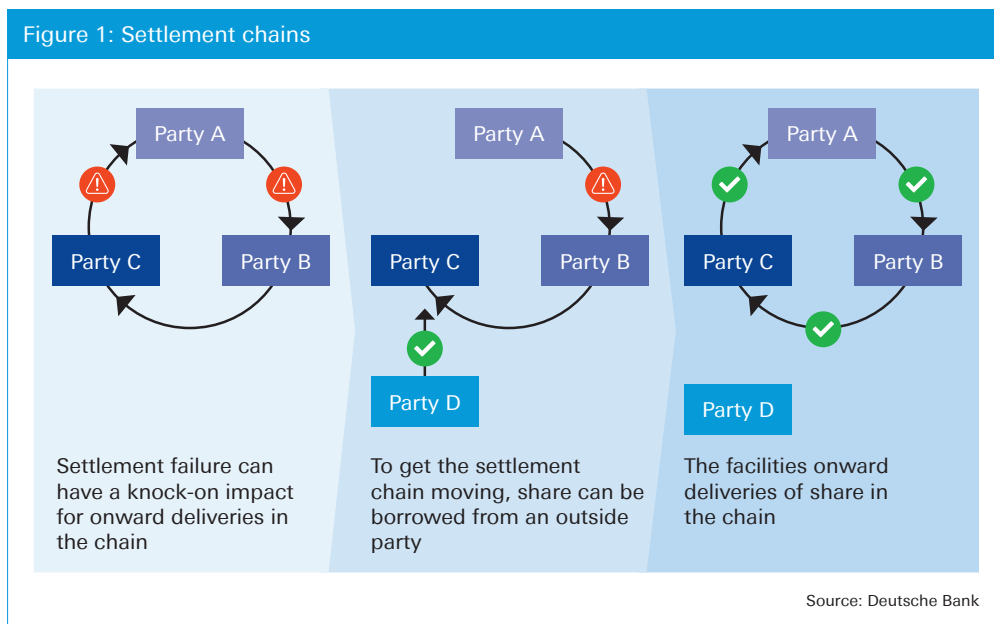 Figure 1: Settlement chains
Party A
Party C
Party B
Settlement failure can
have a knock-on impact
for onward deliveries in
the chain
Party A
Party C
Party B
Party D
To get the settlement
chain moving, share can be
borrowed from an outside
party
Party A
Party C
Party B
Party D
The facilities onward
deliveries of share in
the chain
Source: Deutsche Bank